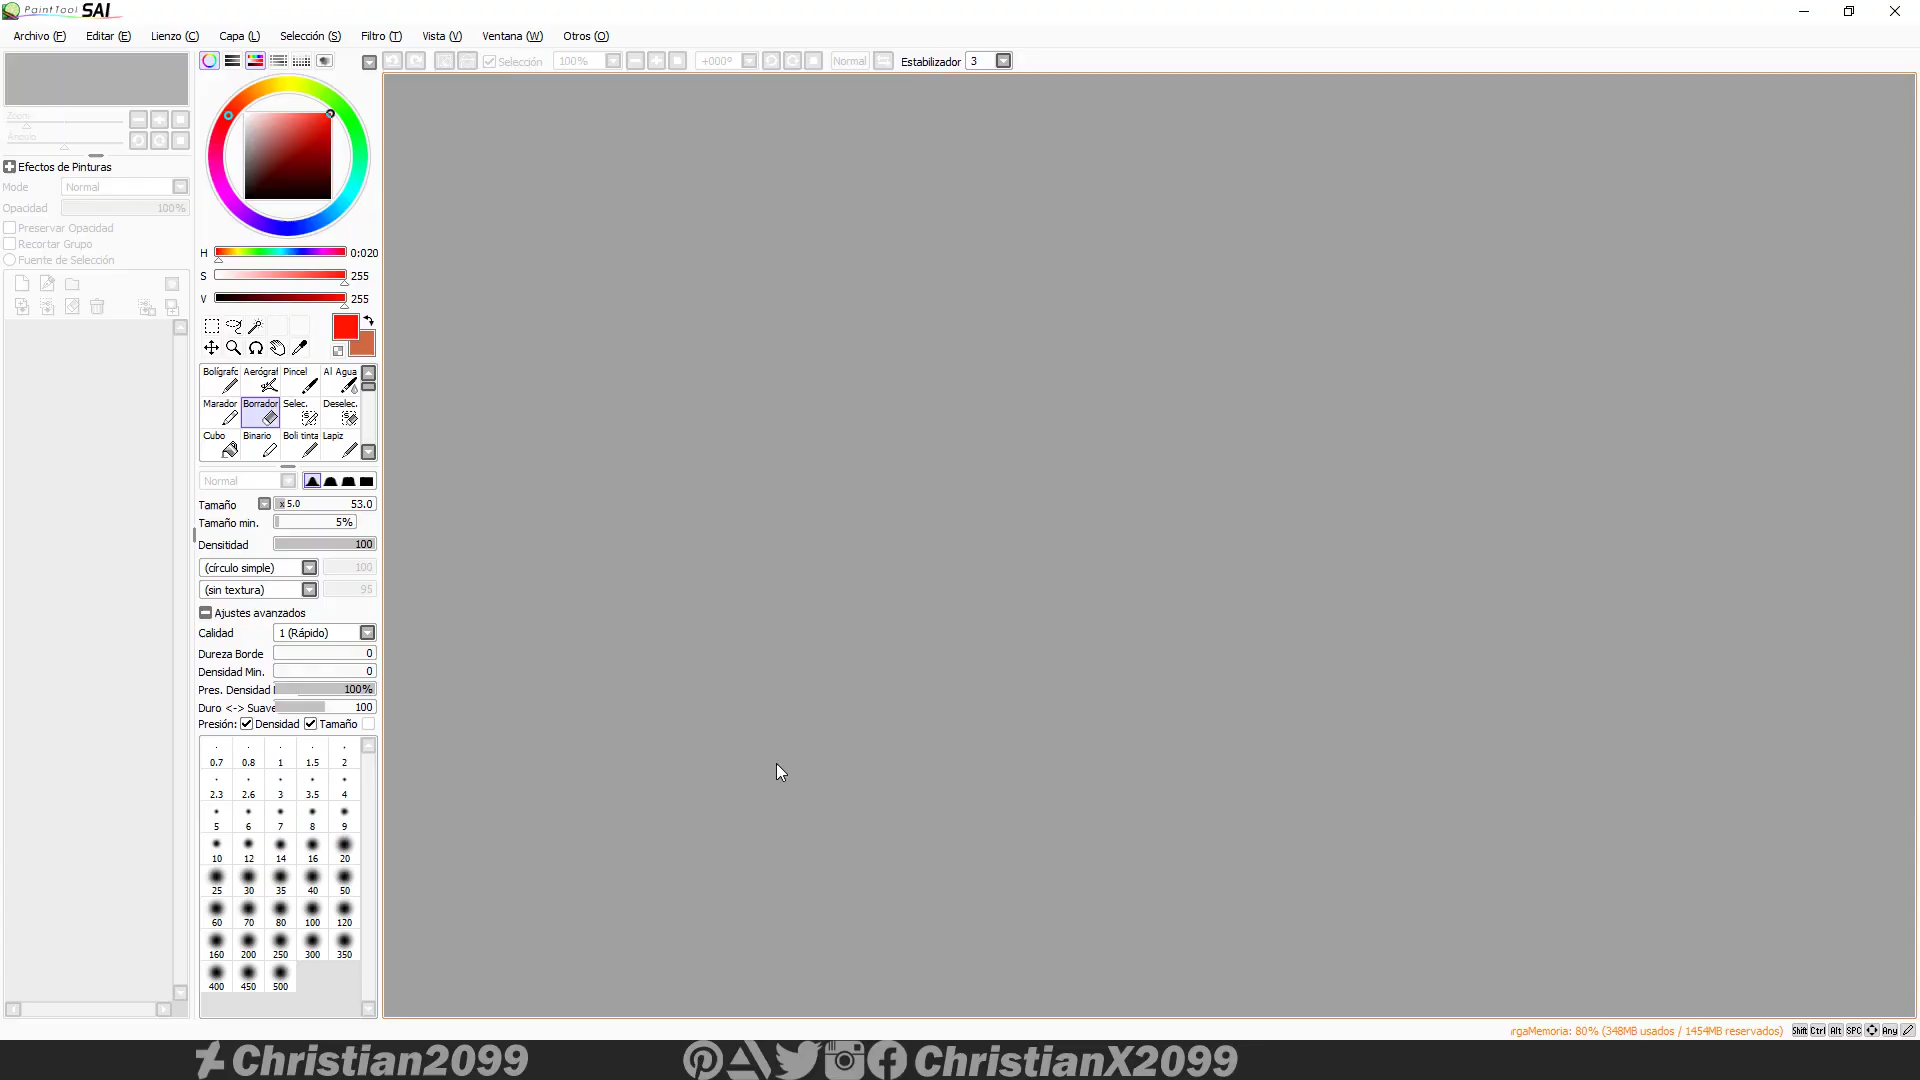 PaintTool SAI
Archivo (F) Editar (E) Lienzo (C) Capa (L) Selección (S) Filtro (T) Vista (V) Ventana (W) Otros (O)
Selección 100% +000º Normal Estabilizador 3
Zoom
Ángulo
Efectos de Pinturas
Mode Normal
Opacidad 100%
Preservar Opacidad
Recortar Grupo
Fuente de Selección
H 0:020
S 255
V 255
Bolígrafo Aerógraf Pincel Al Agua
Marador Borrador Selec. Deselec.
Cubo Binario Boli tinta Lapiz
Normal
Tamaño x5.0 53.0
Tamaño min. 5%
Densitidad 100
(círculo simple) 100
(sin textura) 95
Ajustes avanzados
Calidad 1 (Rápido)
Dureza Borde 0
Densidad Min. 0
Pres. Densidad 100%
Duro <-> Suave 100
Presión: Densidad Tamaño
0.7 0.8 1 1.5 2
2.3 2.6 3 3.5 4
5 6 7 8 9
10 12 14 16 20
25 30 35 40 50
60 70 80 100 120
160 200 250 300 350
400 450 500
rgaMemoria: 80% (348MB usados / 1454MB reservados) Shift Ctrl Alt SPC Any
Christian2099 ChristianX2099